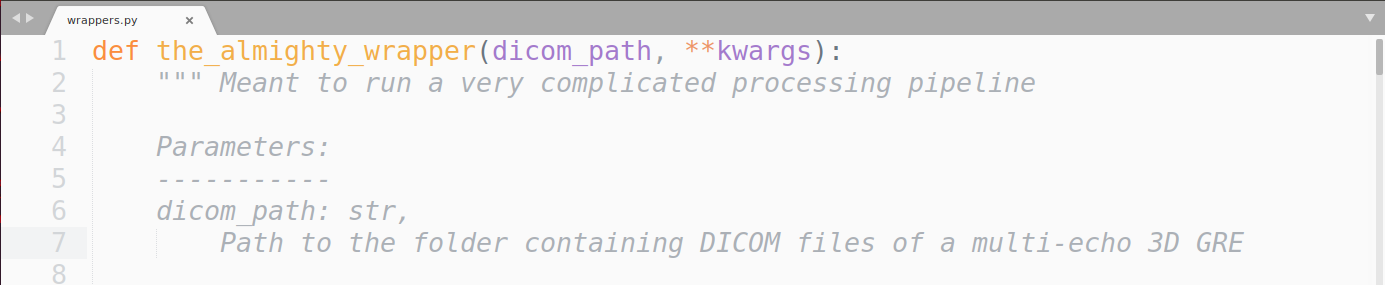 wrappers.py ×
1 def the_almighty_wrapper(dicom_path, **kwargs):
2 """ Meant to run a very complicated processing pipeline
3
4 Parameters:
5 -----------
6 dicom_path: str,
7 Path to the folder containing DICOM files of a multi-echo 3D GRE
8